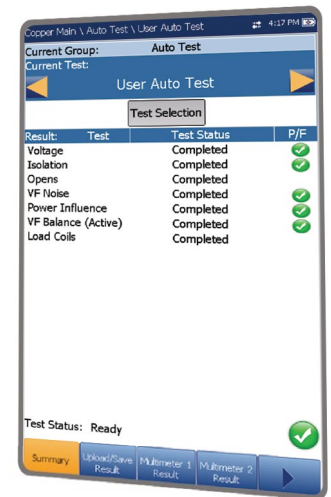 Copper Main \ Auto Test \ User Auto Test 4:17 PM
Current Group: Auto Test
Current Test:
User Auto Test
Test Selection
Result: Test Test Status P/F
Voltage Completed
Isolation Completed
Opens Completed
VF Noise Completed
Power Influence Completed
VF Balance (Active) Completed
Load Coils Completed
Test Status: Ready
Summary Upload/Save Result Multimeter 1 Result Multimeter 2 Result